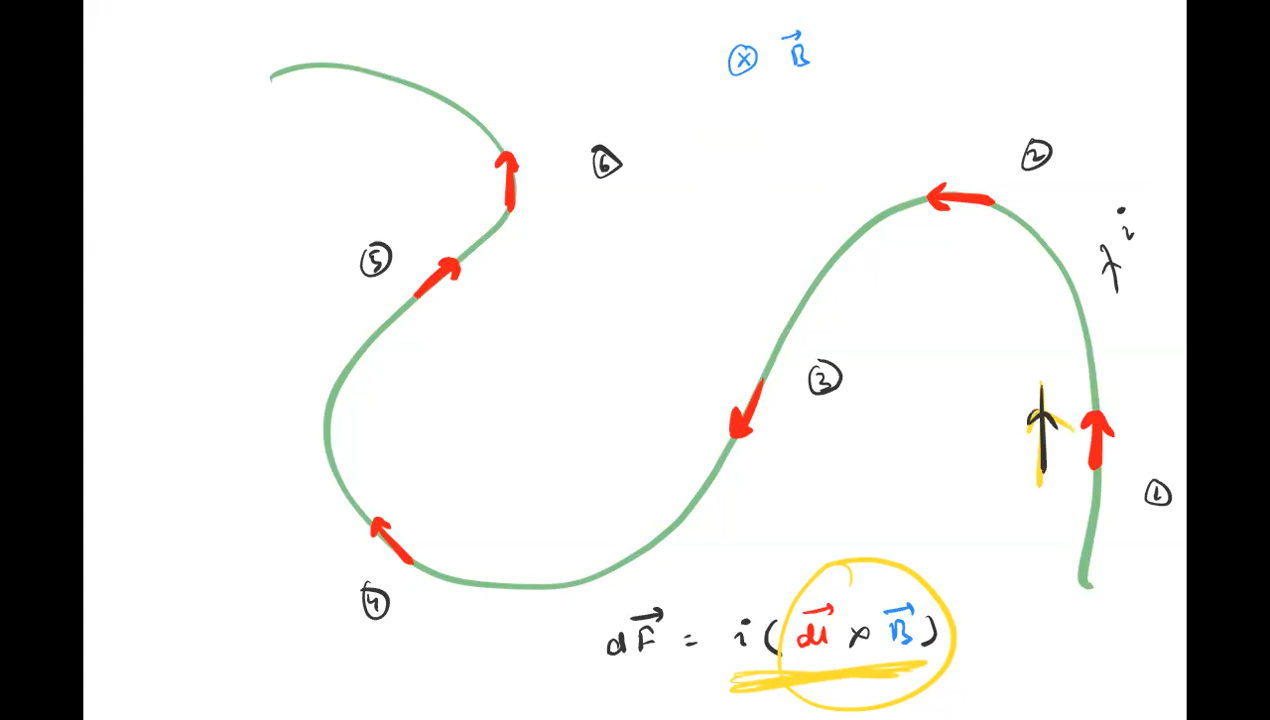 ⓧ B⃗
②
⑥
i
⑤
③
①
④
dF⃗ = i ( dl⃗ × B⃗ )